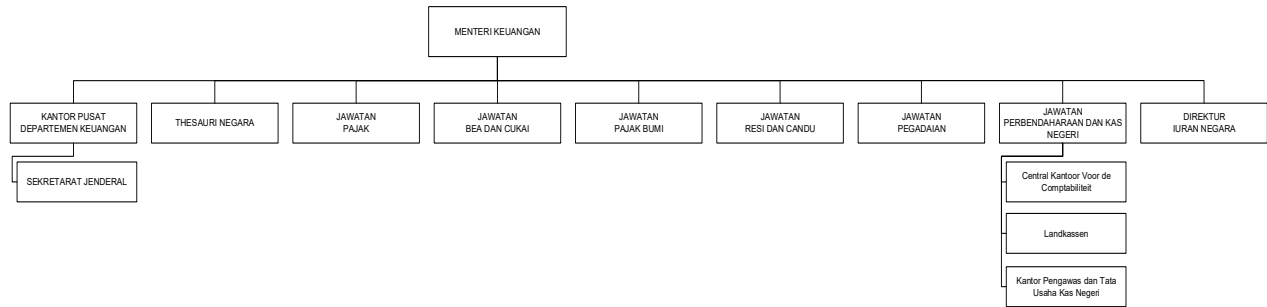 MENTERI KEUANGAN
KANTOR PUSAT
DEPARTEMEN KEUANGAN
THESAURI NEGARA
JAWATAN
PAJAK
JAWATAN
BEA DAN CUKAI
JAWATAN
PAJAK BUMI
JAWATAN
RESI DAN CANDU
JAWATAN
PEGADAIAN
JAWATAN
PERBENDAHARAAN DAN KAS
NEGERI
DIREKTUR
IURAN NEGARA
SEKRETARAT JENDERAL
Central Kantoor Voor de
Comptabiliteit
Landkassen
Kantor Pengawas dan Tata
Usaha Kas Negeri